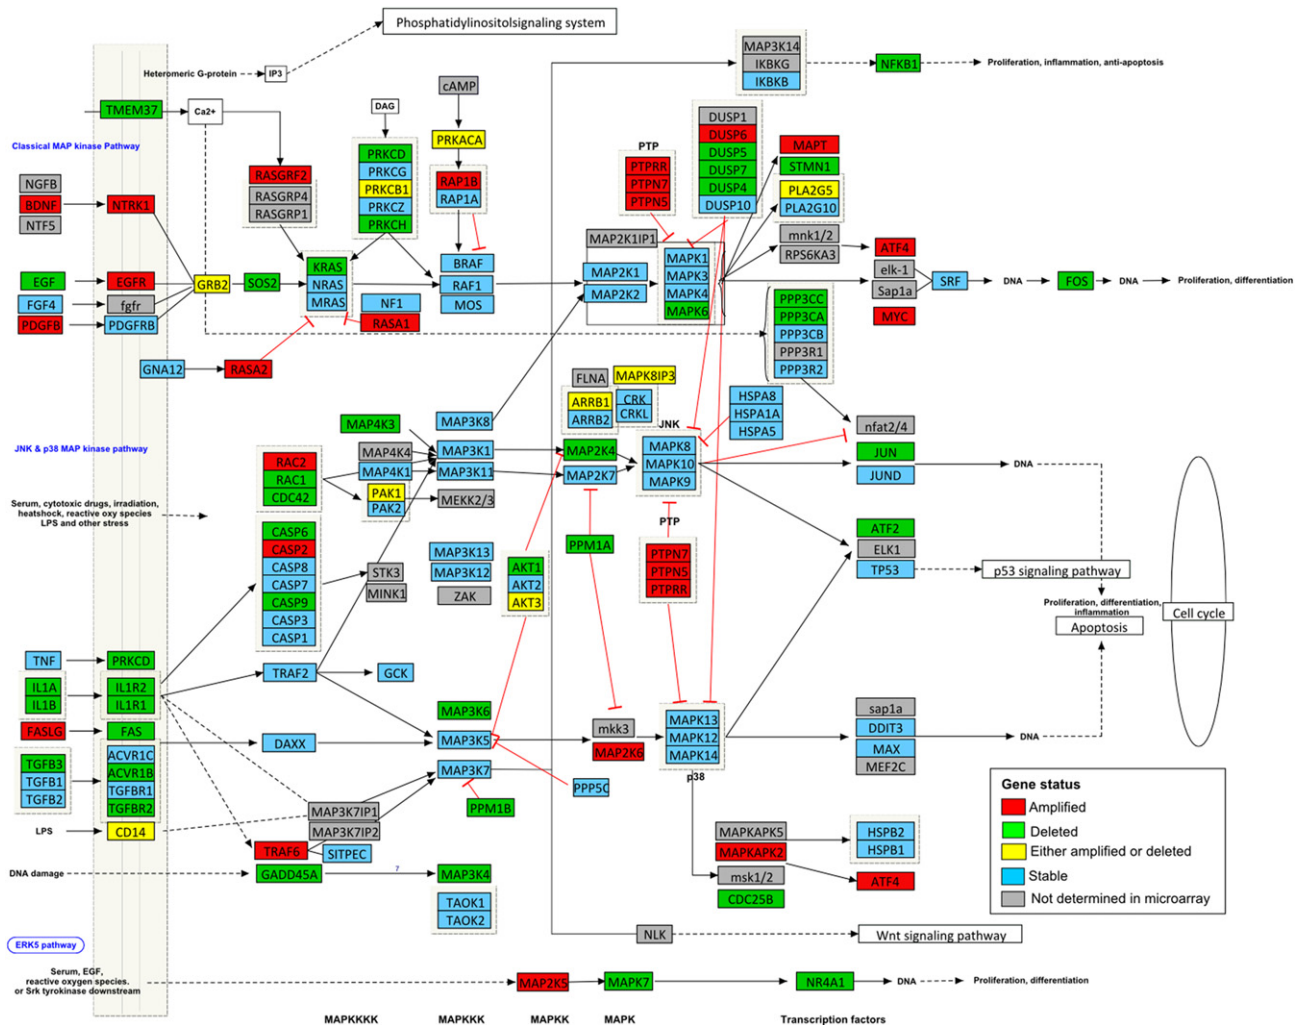 Phosphatidylinositolsignaling system
Heteromeric G-protein
IP3
MAP3K14
IKBKG
IKBKB
NFKB1
Proliferation, inflammation, anti-apoptosis
TMEM37
Ca2+
DAG
cAMP
PRKACA
Classical MAP kinase Pathway
NGFB
BDNF
NTF5
NTRK1
RASGRF2
RASGRP4
RASGRP1
PRKCD
PRKCG
PRKCB1
PRKCZ
PRKCH
RAP1B
RAP1A
PTP
PTPRR
PTPN7
PTPN5
DUSP1
DUSP6
DUSP5
DUSP7
DUSP4
DUSP10
MAPT
STMN1
PLA2G5
PLA2G10
mnk1/2
RPS6KA3
ATF4
elk-1
Sap1a
SRF
DNA
FOS
DNA
Proliferation, differentiation
MYC
EGF
FGF4
PDGFB
EGFR
fgfr
PDGFRB
GRB2
SOS2
KRAS
NRAS
MRAS
NF1
RASA1
BRAF
RAF1
MOS
MAP2K1IP1
MAP2K1
MAP2K2
MAPK1
MAPK3
MAPK4
MAPK6
PPP3CC
PPP3CA
PPP3CB
PPP3R1
PPP3R2
GNA12
RASA2
FLNA
MAPK8IP3
ARRB1
ARRB2
CRK
CRKL
HSPA8
HSPA1A
HSPA5
nfat2/4
JUN
JUND
DNA
JNK & p38 MAP kinase pathway
MAP4K3
MAP4K4
MAP4K1
PAK1
PAK2
MAP3K8
MAP3K1
MAP3K11
MEKK2/3
MAP2K4
MAP2K7
JNK
MAPK8
MAPK10
MAPK9
RAC2
RAC1
CDC42
Serum, cytotoxic drugs, irradiation,
heatshock, reactive oxy species
LPS and other stress
CASP6
CASP2
CASP8
CASP7
CASP9
CASP3
CASP1
STK3
MINK1
MAP3K13
MAP3K12
ZAK
AKT1
AKT2
AKT3
PPM1A
PTP
PTPN7
PTPN5
PTPRR
ATF2
ELK1
TP53
p53 signaling pathway
Proliferation, differentiation,
inflammation
Apoptosis
Cell cycle
TNF
PRKCD
IL1A
IL1B
IL1R2
IL1R1
FASLG
FAS
TGFB3
TGFB1
TGFB2
ACVR1C
ACVR1B
TGFBR1
TGFBR2
LPS
CD14
TRAF2
GCK
DAXX
MAP3K6
MAP3K5
MAP3K7
PPM1B
PPP5C
mkk3
MAP2K6
MAPK13
MAPK12
MAPK14
p38
sap1a
DDIT3
MAX
MEF2C
DNA
MAP3K7IP1
MAP3K7IP2
TRAF6
SITPEC
DNA damage
GADD45A
?
MAP3K4
TAOK1
TAOK2
MAPKAPK5
MAPKAPK2
msk1/2
CDC25B
HSPB2
HSPB1
ATF4
Gene status
Amplified
Deleted
Either amplified or deleted
Stable
Not determined in microarray
NLK
Wnt signaling pathway
ERK5 pathway
Serum, EGF,
reactive oxygen species.
or Srk tyrokinase downstream
MAP2K5
MAPK7
NR4A1
DNA
Proliferation, differentiation
MAPKKKK
MAPKKK
MAPKK
MAPK
Transcription factors